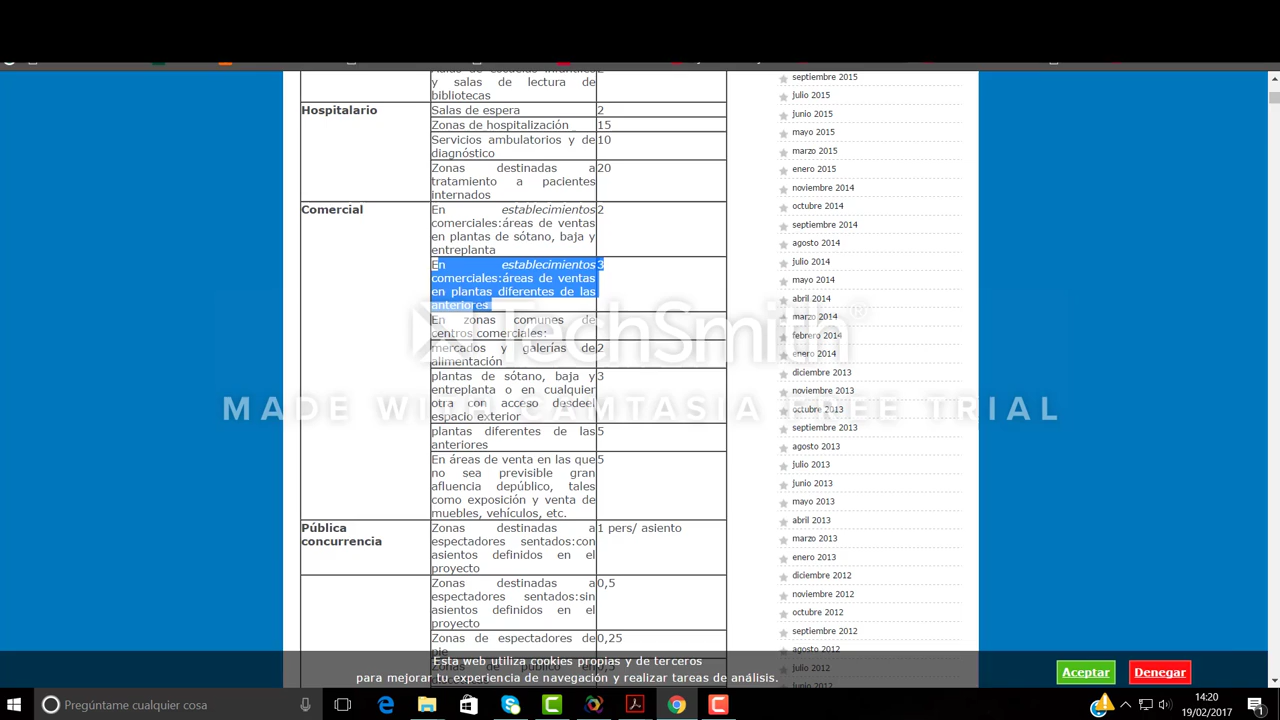 y salas de lectura de
bibliotecas
Hospitalario
Salas de espera
2
Zonas de hospitalización
15
Servicios ambulatorios y de
diagnóstico
10
Zonas destinadas a
tratamiento a pacientes
internados
20
Comercial
En establecimientos
comerciales:áreas de ventas
en plantas de sótano, baja y
entreplanta
2
En establecimientos
comerciales:áreas de ventas
en plantas diferentes de las
anteriores
3
En zonas comunes de
centros comerciales:
mercados y galerías de
alimentación
2
plantas de sótano, baja y
entreplanta o en cualquier
otra con acceso desdeel
espacio exterior
3
plantas diferentes de las
anteriores
5
En áreas de venta en las que
no sea previsible gran
afluencia depúblico, tales
como exposición y venta de
muebles, vehículos, etc.
5
Pública
concurrencia
Zonas destinadas a
espectadores sentados:con
asientos definidos en el
proyecto
1 pers/ asiento
Zonas destinadas a
espectadores sentados:sin
asientos definidos en el
proyecto
0,5
Zonas de espectadores de
pie
0,25
Zonas de público en
0,5
septiembre 2015
julio 2015
junio 2015
mayo 2015
marzo 2015
enero 2015
noviembre 2014
octubre 2014
septiembre 2014
agosto 2014
julio 2014
mayo 2014
abril 2014
marzo 2014
febrero 2014
enero 2014
diciembre 2013
noviembre 2013
octubre 2013
septiembre 2013
agosto 2013
julio 2013
junio 2013
mayo 2013
abril 2013
marzo 2013
enero 2013
diciembre 2012
noviembre 2012
octubre 2012
septiembre 2012
agosto 2012
julio 2012
junio 2012
TechSmith®
MADE WITH CAMTASIA FREE TRIAL
Esta web utiliza cookies propias y de terceros
para mejorar tu experiencia de navegación y realizar tareas de análisis.
Aceptar
Denegar
Pregúntame cualquier cosa
14:20
19/02/2017
1